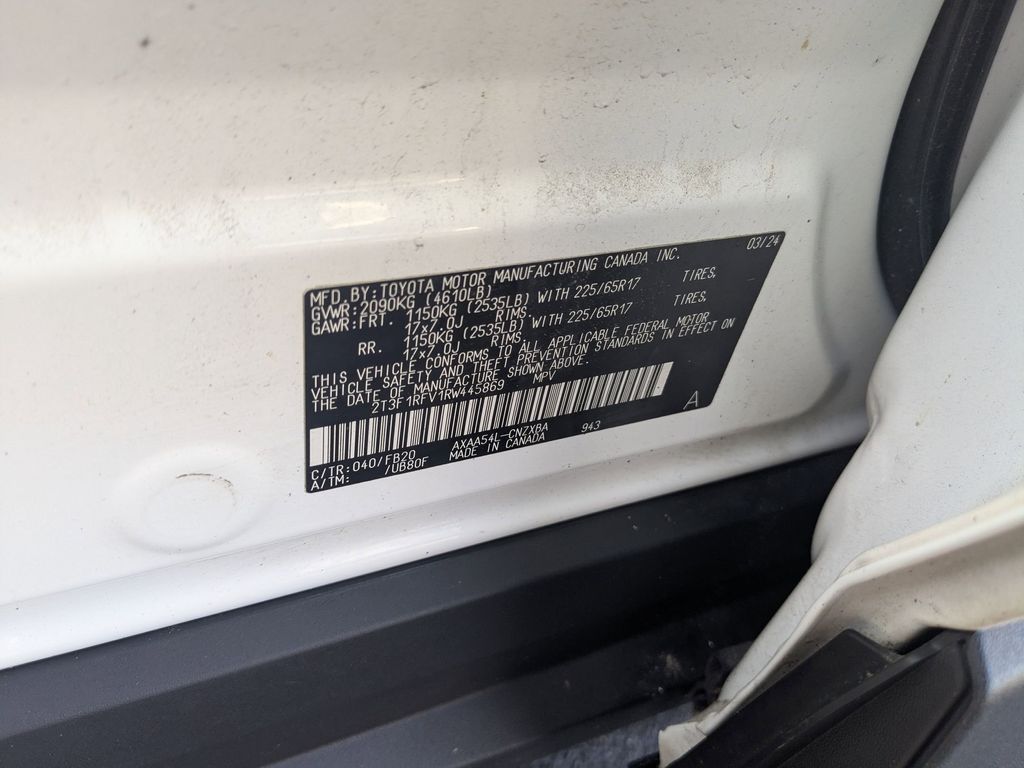 MFD. BY: TOYOTA MOTOR MANUFACTURING CANADA INC. 03/24
GVWR: 2090KG (4610LB)
GAWR: FRT. 1150KG (2535LB) WITH 225/65R17 TIRES,
17x7.0J RIMS.
RR. 1150KG (2535LB) WITH 225/65R17 TIRES,
17x7.0J RIMS.
THIS VEHICLE CONFORMS TO ALL APPLICABLE FEDERAL MOTOR
VEHICLE SAFETY AND THEFT PREVENTION STANDARDS IN EFFECT ON
THE DATE OF MANUFACTURE SHOWN ABOVE.
2T3F1RFV1RW445869 MPV
A
C/TR: 040/FB20 AXAA54L-CNZXBA 943
A/TM: /UB80F MADE IN CANADA